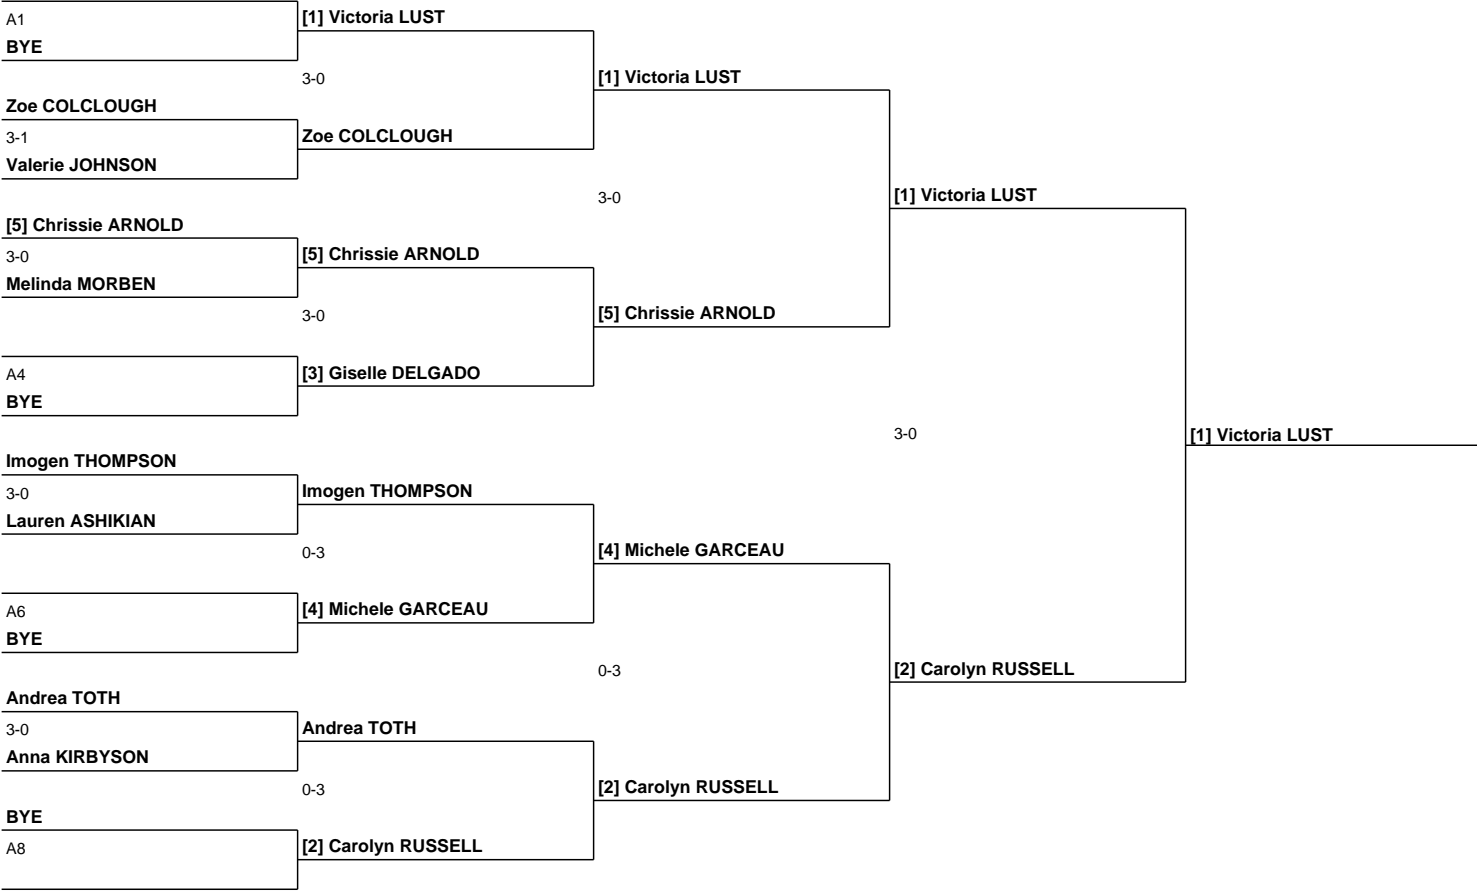 A1
BYE
[1] Victoria LUST
3-0
Zoe COLCLOUGH
3-1
Valerie JOHNSON
Zoe COLCLOUGH
[1] Victoria LUST
3-0
[5] Chrissie ARNOLD
3-0
Melinda MORBEN
[5] Chrissie ARNOLD
3-0
A4
BYE
[3] Giselle DELGADO
[5] Chrissie ARNOLD
[1] Victoria LUST
3-0
[1] Victoria LUST
Imogen THOMPSON
3-0
Lauren ASHIKIAN
Imogen THOMPSON
0-3
A6
BYE
[4] Michele GARCEAU
[4] Michele GARCEAU
0-3
Andrea TOTH
3-0
Anna KIRBYSON
Andrea TOTH
0-3
BYE
A8
[2] Carolyn RUSSELL
[2] Carolyn RUSSELL
[2] Carolyn RUSSELL